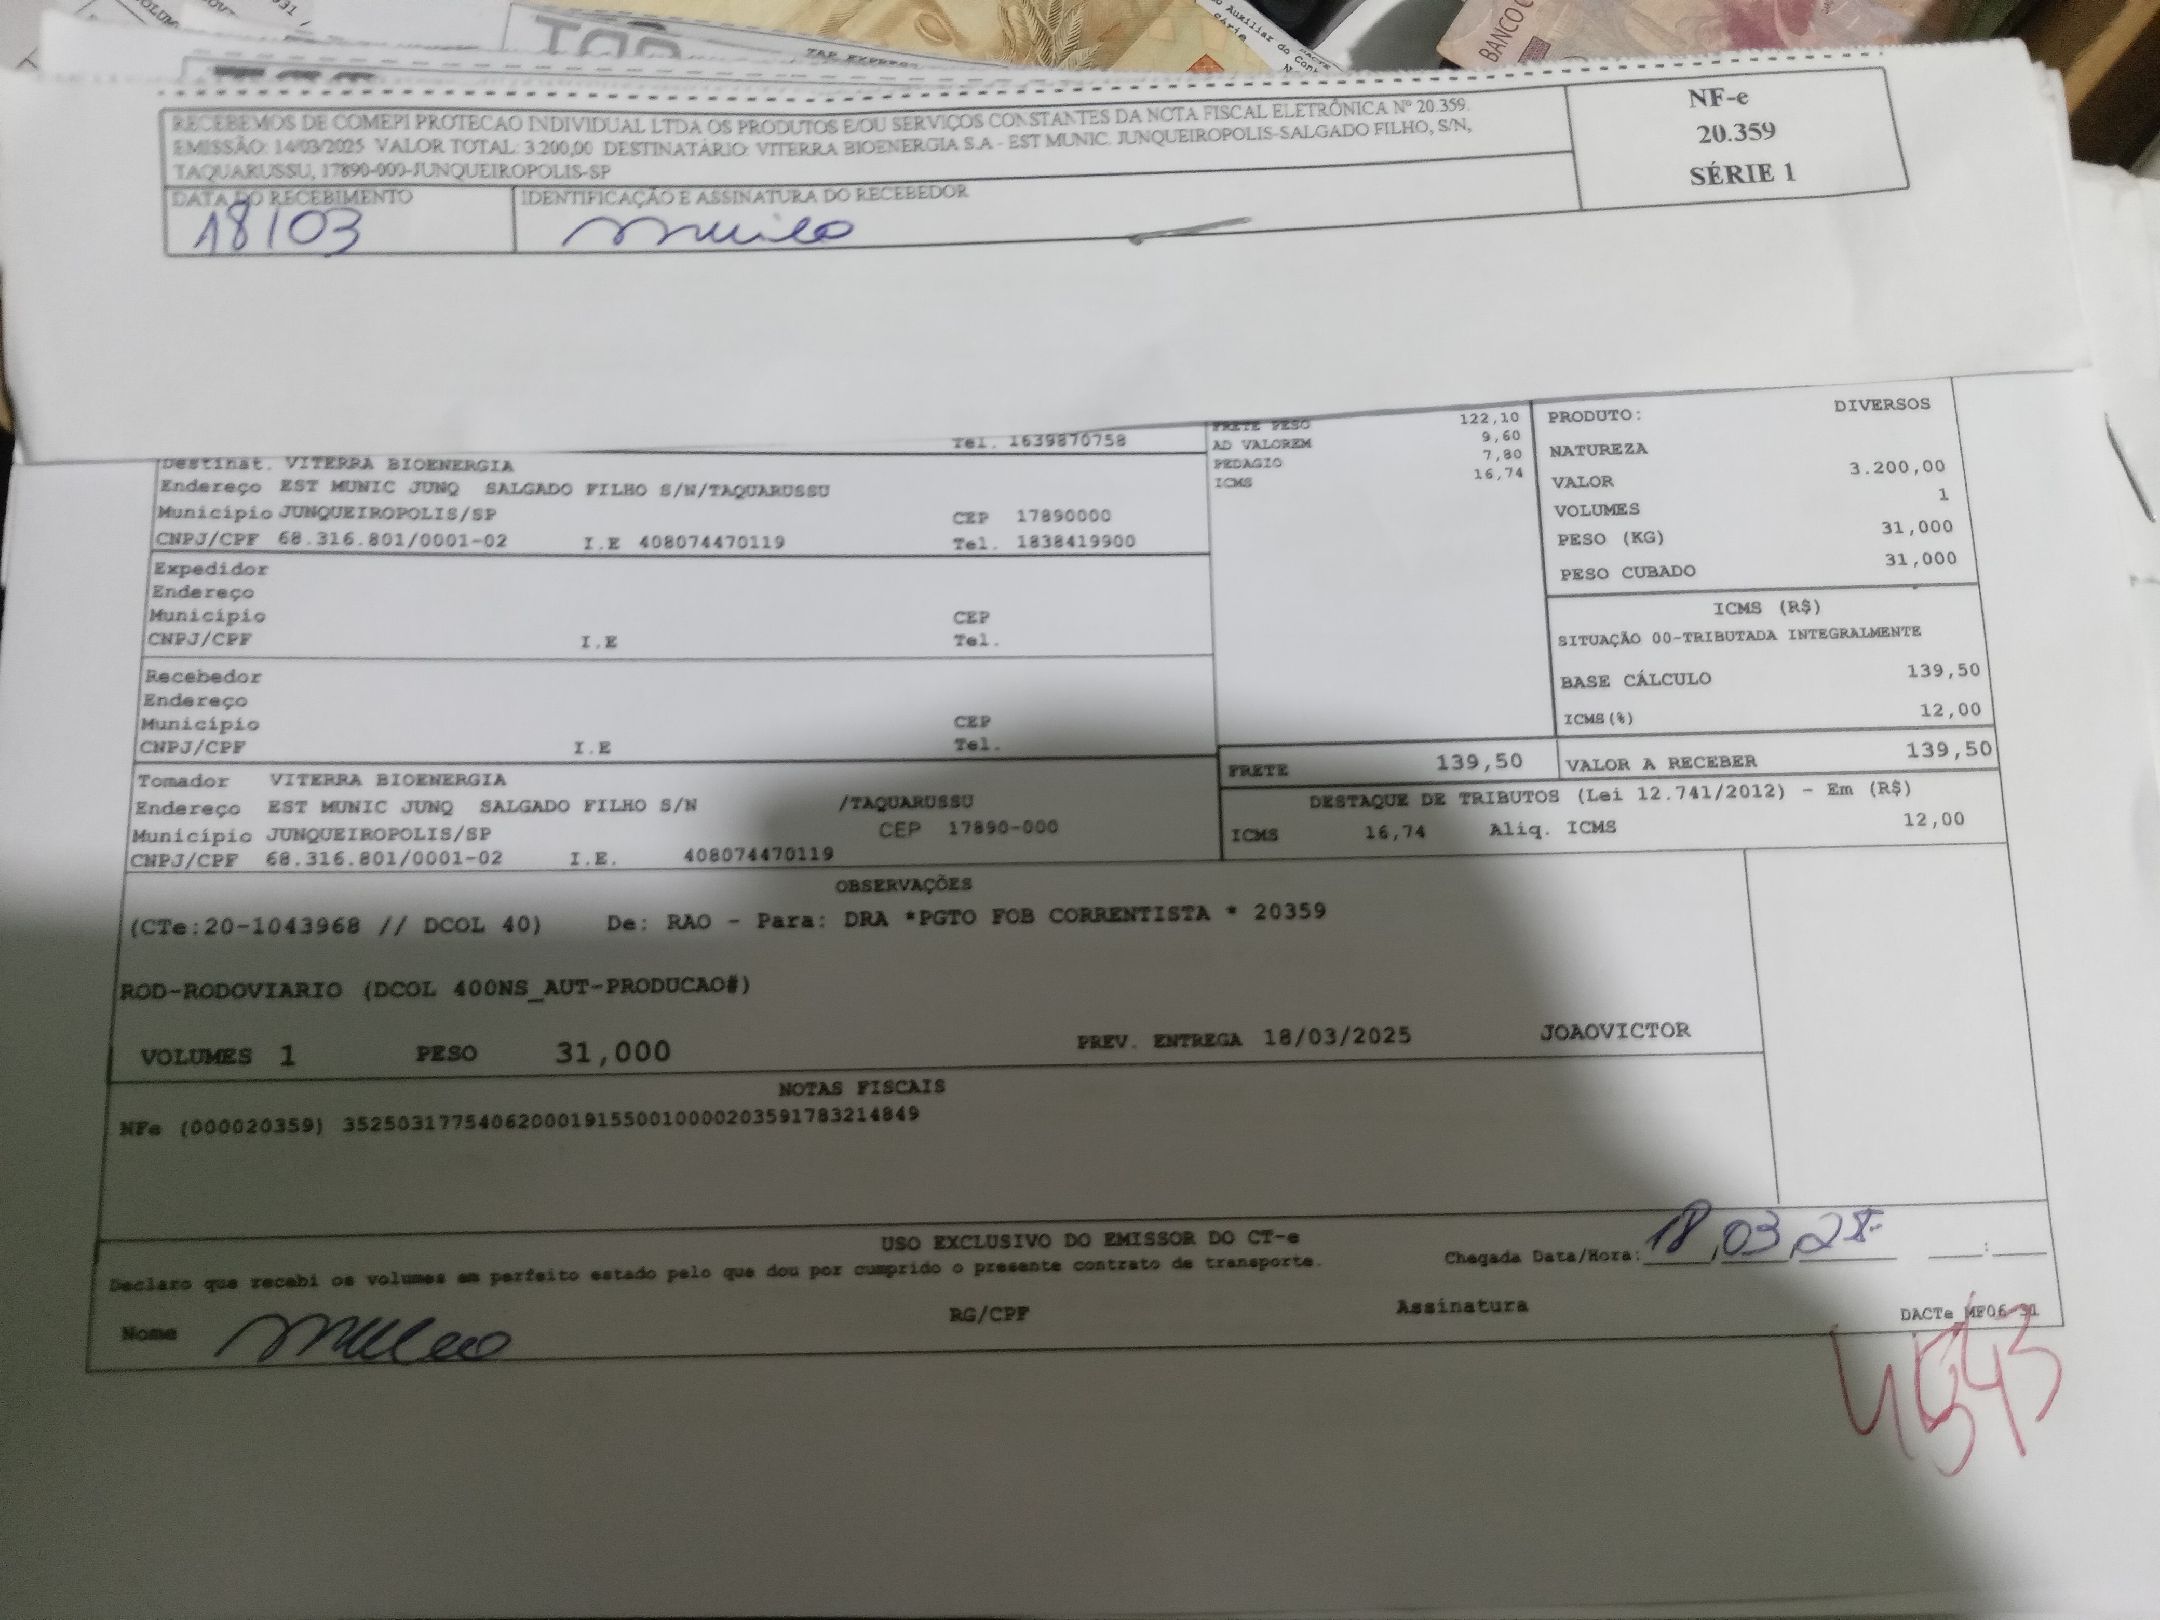 RECEBEMOS DE COMEPI PROTECAO INDIVIDUAL LTDA OS PRODUTOS E/OU SERVIÇOS CONSTANTES DA NOTA FISCAL ELETRÔNICA Nº 20.359.
EMISSÃO: 14/03/2025 VALOR TOTAL: 3.200,00 DESTINATÁRIO: VITERRA BIOENERGIA S.A - EST MUNIC. JUNQUEIROPOLIS-SALGADO FILHO, S/N,
TAQUARUSSU, 17890-000-JUNQUEIROPOLIS-SP
NF-e
20.359
SÉRIE 1
DATA DO RECEBIMENTO
18/03
IDENTIFICAÇÃO E ASSINATURA DO RECEBEDOR
Murilo
BANCO
Tel. 1639870758
Destinat. VITERRA BIOENERGIA
Endereço EST MUNIC JUNQ SALGADO FILHO S/N/TAQUARUSSU
Município JUNQUEIROPOLIS/SP CEP 17890000
CNPJ/CPF 68.316.801/0001-02 I.E 408074470119 Tel. 1838419900
Expedidor
Endereço
Município CEP
CNPJ/CPF I.E Tel.
Recebedor
Endereço
Município CEP
CNPJ/CPF I.E Tel.
Tomador VITERRA BIOENERGIA
Endereço EST MUNIC JUNQ SALGADO FILHO S/N /TAQUARUSSU
Município JUNQUEIROPOLIS/SP CEP 17890-000
CNPJ/CPF 68.316.801/0001-02 I.E. 408074470119
FRETE PESO 122,10
AD VALOREM 9,60
PEDAGIO 7,80
ICMS 16,74
PRODUTO: DIVERSOS
NATUREZA
VALOR 3.200,00
VOLUMES 1
PESO (KG) 31,000
PESO CUBADO 31,000
ICMS (R$)
SITUAÇÃO 00-TRIBUTADA INTEGRALMENTE
BASE CÁLCULO 139,50
ICMS(%) 12,00
FRETE 139,50 VALOR A RECEBER 139,50
DESTAQUE DE TRIBUTOS (Lei 12.741/2012) - Em (R$)
ICMS 16,74 Aliq. ICMS 12,00
OBSERVAÇÕES
(CTe:20-1043968 // DCOL 40) De: RAO - Para: DRA *PGTO FOB CORRENTISTA * 20359
ROD-RODOVIARIO (DCOL 400NS_AUT-PRODUCAO#)
VOLUMES 1 PESO 31,000 PREV. ENTREGA 18/03/2025 JOAOVICTOR
NOTAS FISCAIS
NFe (000020359) 35250317754062000191550010000203591783214849
USO EXCLUSIVO DO EMISSOR DO CT-e
Declaro que recebi os volumes em perfeito estado pelo que dou por cumprido o presente contrato de transporte. Chegada Data/Hora: 18/03/25
Nome Murilo RG/CPF Assinatura DACTe_MF06-31
4543